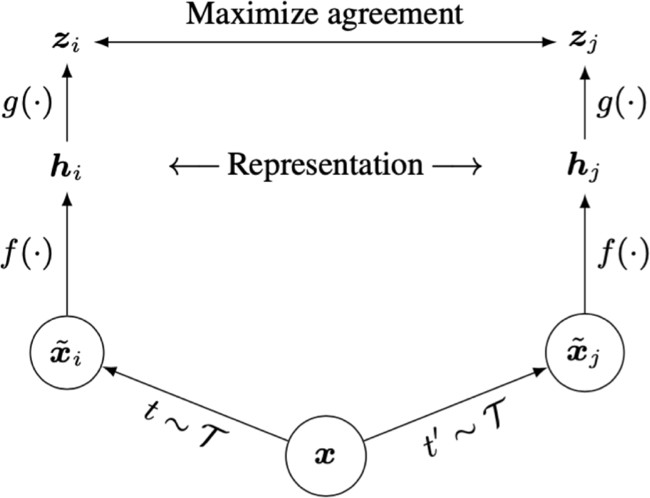 Maximize agreement
z_i z_j
g(·) g(·)
h_i ← Representation → h_j
f(·) f(·)
x̃_i x̃_j
t ~ 𝒯 t' ~ 𝒯
x